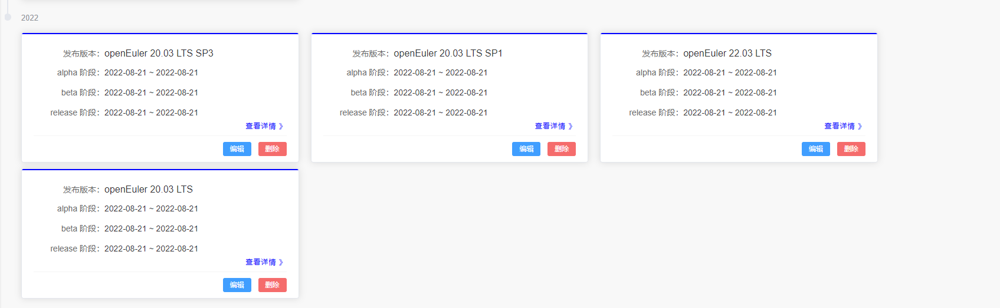 2022
发布版本：openEuler 20.03 LTS SP3
alpha 阶段：2022-08-21 ~ 2022-08-21
beta 阶段：2022-08-21 ~ 2022-08-21
release 阶段：2022-08-21 ~ 2022-08-21
查看详情 》
编辑 删除
发布版本：openEuler 20.03 LTS SP1
alpha 阶段：2022-08-21 ~ 2022-08-21
beta 阶段：2022-08-21 ~ 2022-08-21
release 阶段：2022-08-21 ~ 2022-08-21
查看详情 》
编辑 删除
发布版本：openEuler 22.03 LTS
alpha 阶段：2022-08-21 ~ 2022-08-21
beta 阶段：2022-08-21 ~ 2022-08-21
release 阶段：2022-08-21 ~ 2022-08-21
查看详情 》
编辑 删除
发布版本：openEuler 20.03 LTS
alpha 阶段：2022-08-21 ~ 2022-08-21
beta 阶段：2022-08-21 ~ 2022-08-21
release 阶段：2022-08-21 ~ 2022-08-21
查看详情 》
编辑 删除